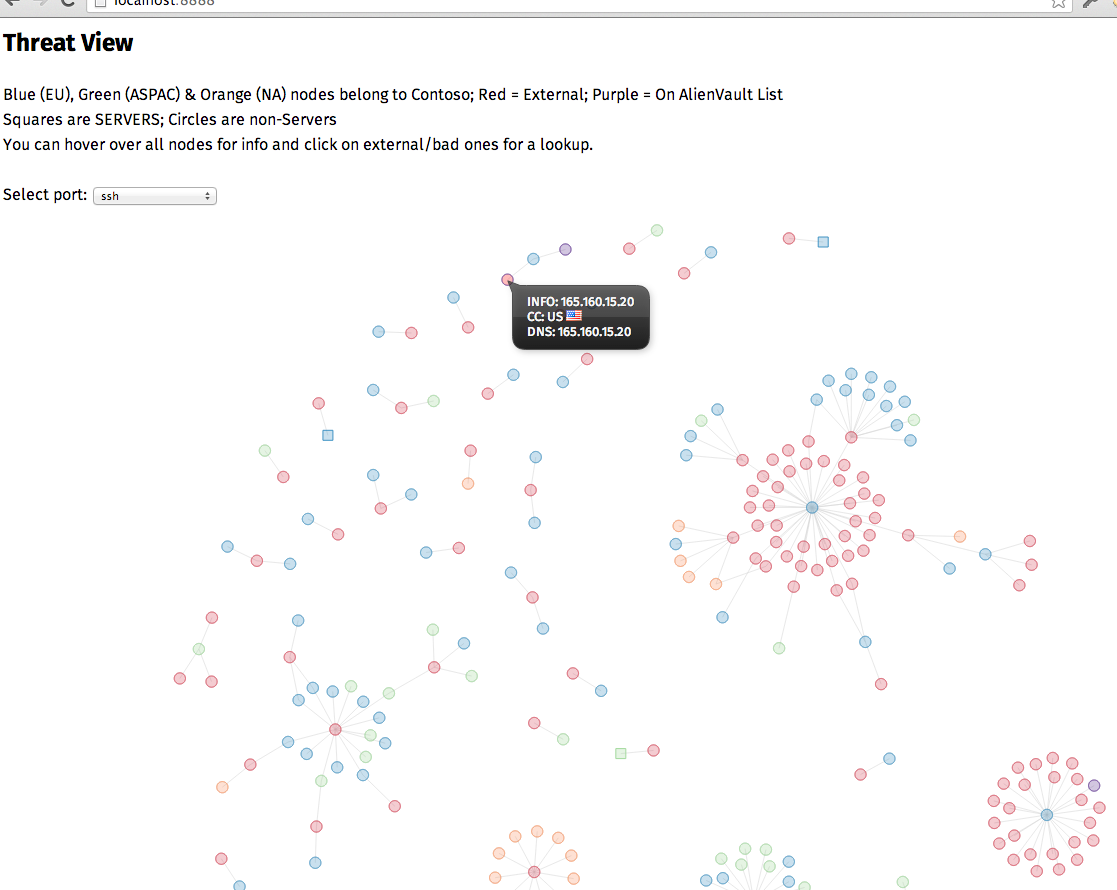 localhost:8888
Threat View
Blue (EU), Green (ASPAC) & Orange (NA) nodes belong to Contoso; Red = External; Purple = On AlienVault List
Squares are SERVERS; Circles are non-Servers
You can hover over all nodes for info and click on external/bad ones for a lookup.
Select port: ssh
INFO: 165.160.15.20
CC: US
DNS: 165.160.15.20